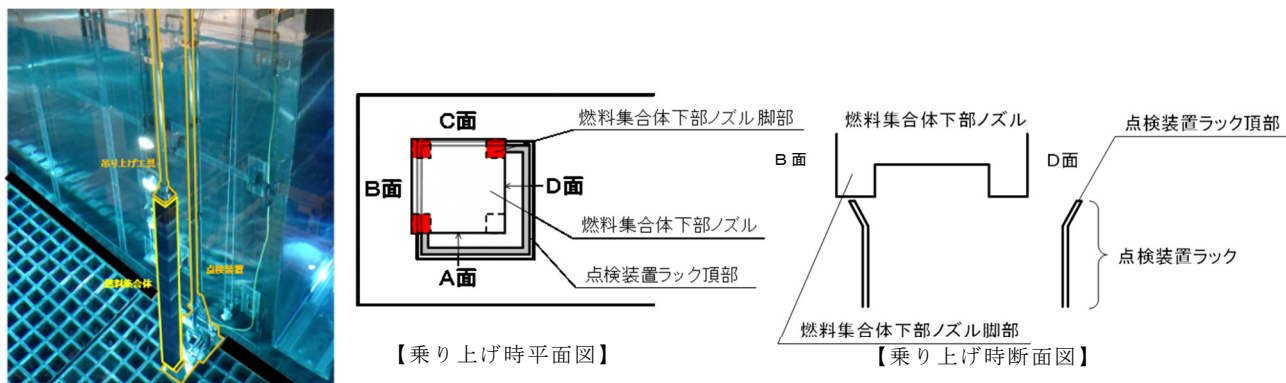 吊り上げ工具
点検装置
燃料集合体
C面
B面
D面
A面
燃料集合体下部ノズル脚部
燃料集合体下部ノズル
点検装置ラック頂部
【乗り上げ時平面図】
燃料集合体下部ノズル
点検装置ラック頂部
B面
D面
点検装置ラック
燃料集合体下部ノズル脚部
【乗り上げ時断面図】